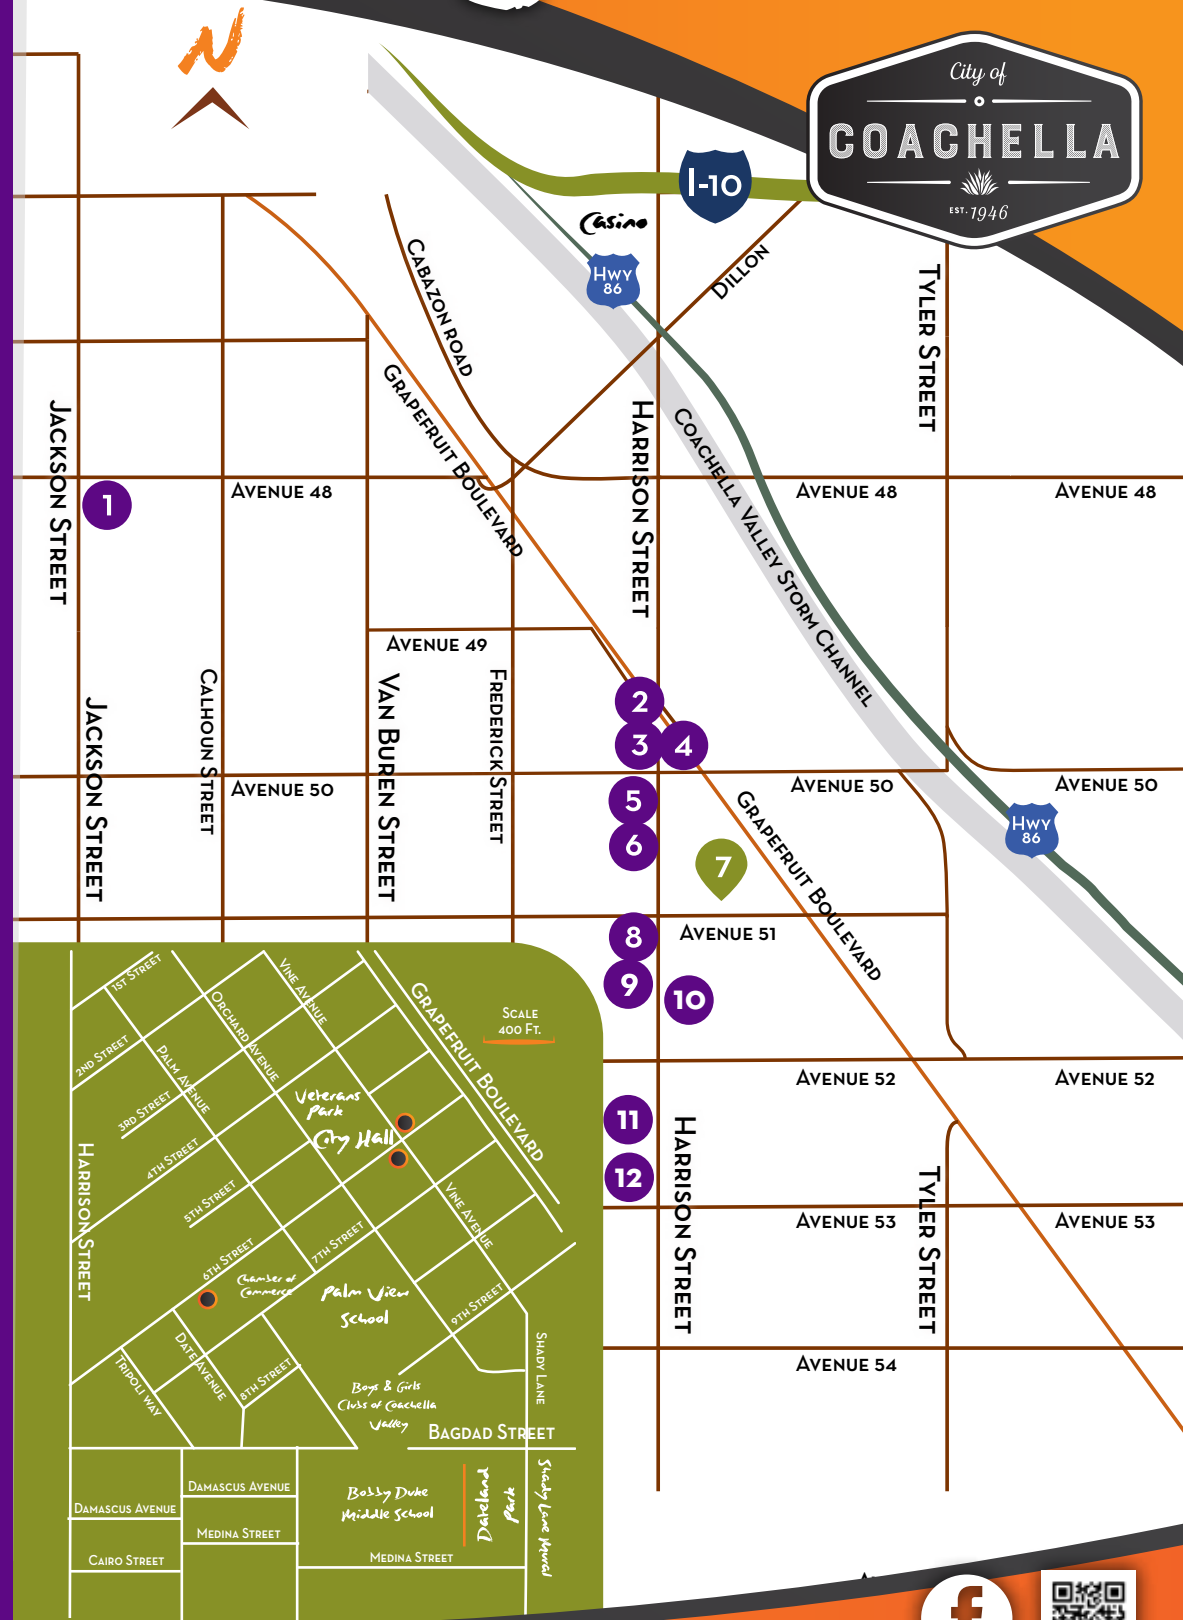 N
City of
COACHELLA
EST. 1946
I-10
Casino
HWY
86
DILLON
CABAZON ROAD
TYLER STREET
GRAPEFRUIT BOULEVARD
JACKSON STREET
HARRISON STREET
COACHELLA VALLEY STORM CHANNEL
1
AVENUE 48
AVENUE 48
AVENUE 48
AVENUE 49
CALHOUN STREET
VAN BUREN STREET
FREDERICK STREET
JACKSON STREET
2
3
4
AVENUE 50
AVENUE 50
AVENUE 50
5
6
7
GRAPEFRUIT BOULEVARD
HWY
86
8
AVENUE 51
9
10
AVENUE 52
AVENUE 52
11
12
HARRISON STREET
TYLER STREET
AVENUE 53
AVENUE 53
AVENUE 54
1ST STREET
VINE AVENUE
ORCHARD AVENUE
GRAPEFRUIT BOULEVARD
SCALE
400 FT.
2ND STREET
PALM AVENUE
3RD STREET
Veterans
Park
City Hall
4TH STREET
HARRISON STREET
5TH STREET
VINE AVENUE
6TH STREET
7TH STREET
Chamber of
Commerce
Palm View
School
9TH STREET
DATE AVENUE
TRIPOLI WAY
8TH STREET
SHADY LANE
Boys & Girls
Clubs of Coachella
Valley
BAGDAD STREET
DAMASCUS AVENUE
DAMASCUS AVENUE
Bobby Duke
Middle School
Dateland
Park
Shady Lane Mural
MEDINA STREET
CAIRO STREET
MEDINA STREET
f